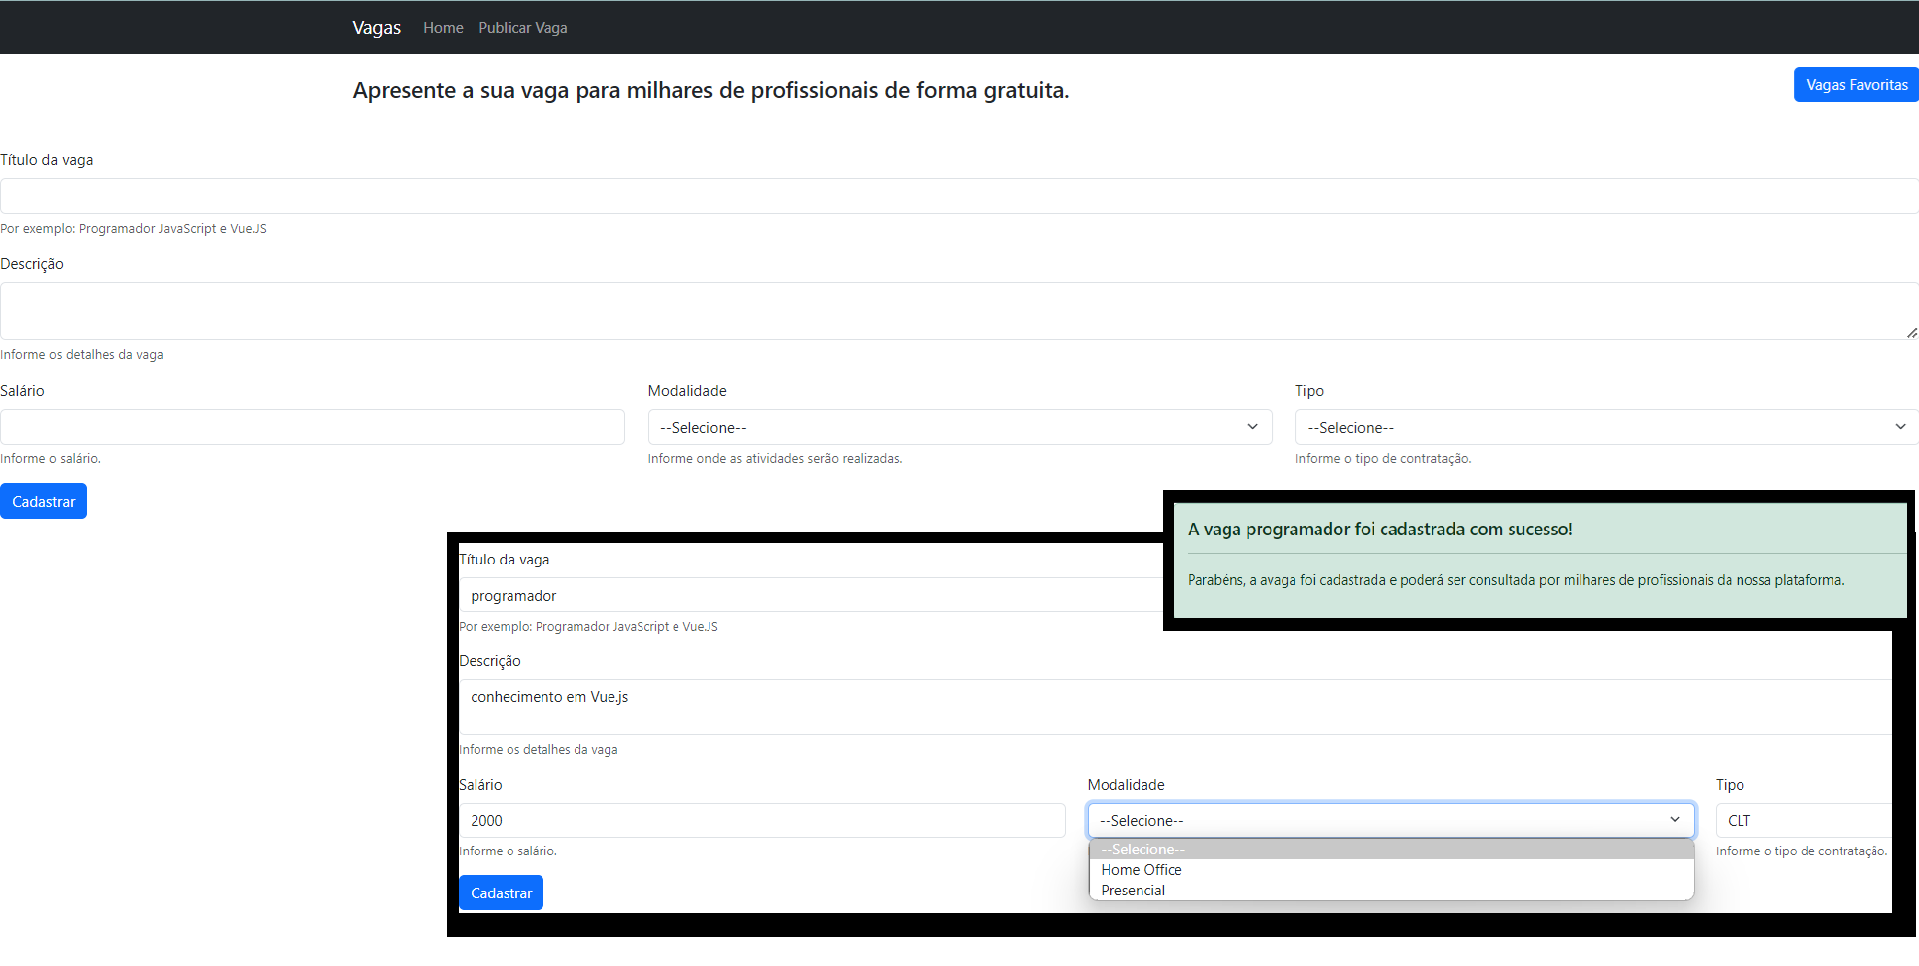 Vagas Home Publicar Vaga
Apresente a sua vaga para milhares de profissionais de forma gratuita.
Vagas Favoritas
Título da vaga
Por exemplo: Programador JavaScript e Vue.JS
Descrição
Informe os detalhes da vaga
Salário Modalidade Tipo
--Selecione-- --Selecione--
Informe o salário. Informe onde as atividades serão realizadas. Informe o tipo de contratação.
Cadastrar
A vaga programador foi cadastrada com sucesso!
Parabéns, a avaga foi cadastrada e poderá ser consultada por milhares de profissionais da nossa plataforma.
Título da vaga
programador
Por exemplo: Programador JavaScript e Vue.JS
Descrição
conhecimento em Vue.js
Informe os detalhes da vaga
Salário Modalidade Tipo
2000 --Selecione-- CLT
Informe o salário. --Selecione-- Informe o tipo de contratação.
Home Office
Presencial
Cadastrar